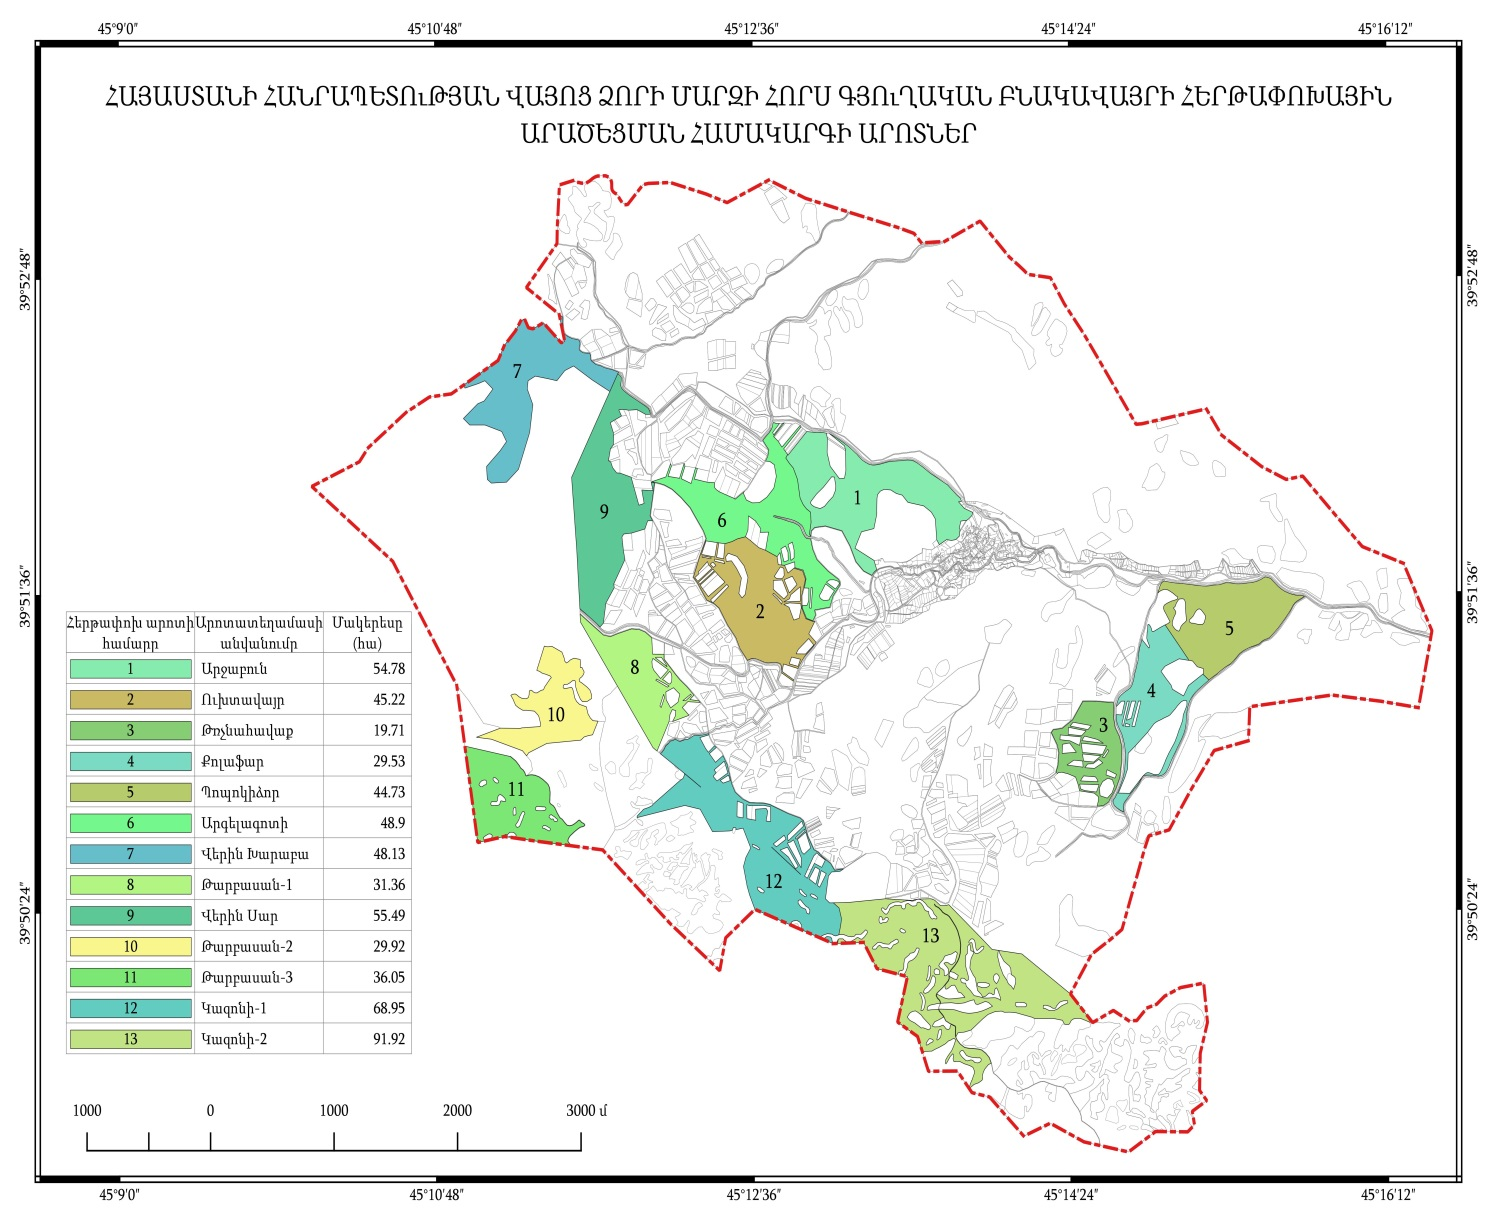 45°9'0" 45°10'48" 45°12'36" 45°14'24" 45°16'12"
ՀԱՅԱՍՏԱՆԻ ՀԱՆՐԱՊԵՏՈւԹՅԱՆ ՎԱՅՈՑ ՁՈՐԻ ՄԱՐԶԻ ՀՈՐՍ ԳՅՈւՂԱԿԱՆ ԲՆԱԿԱՎԱՅՐԻ ՀԵՐԹԱՓՈԽԱՅԻՆ
ԱՐԱԾԵՑՄԱՆ ՀԱՄԱԿԱՐԳԻ ԱՐՈՏՆԵՐ
39°52'48" 39°52'48"
7
1
9
6
39°51'36" 39°51'36"
2
5
8
4
10
3
11
12
39°50'24" 39°50'24"
13
Հերթափոխ արոտի Արոտատեղամասի Մակերեսը
համարր անվանումր (հա)
1 Արջաբուն 54.78
2 Ուխտավայր 45.22
3 Թռչնահավաք 19.71
4 Քոլաֆար 29.53
5 Պոպոկիձոր 44.73
6 Արգելագոտի 48.9
7 Վերին Խարաբա 48.13
8 Թարբասան-1 31.36
9 Վերին Սար 55.49
10 Թարբասան-2 29.92
11 Թարբասան-3 36.05
12 Կազոնի-1 68.95
13 Կազոնի-2 91.92
1000 0 1000 2000 3000 մ
45°9'0" 45°10'48" 45°12'36" 45°14'24" 45°16'12"